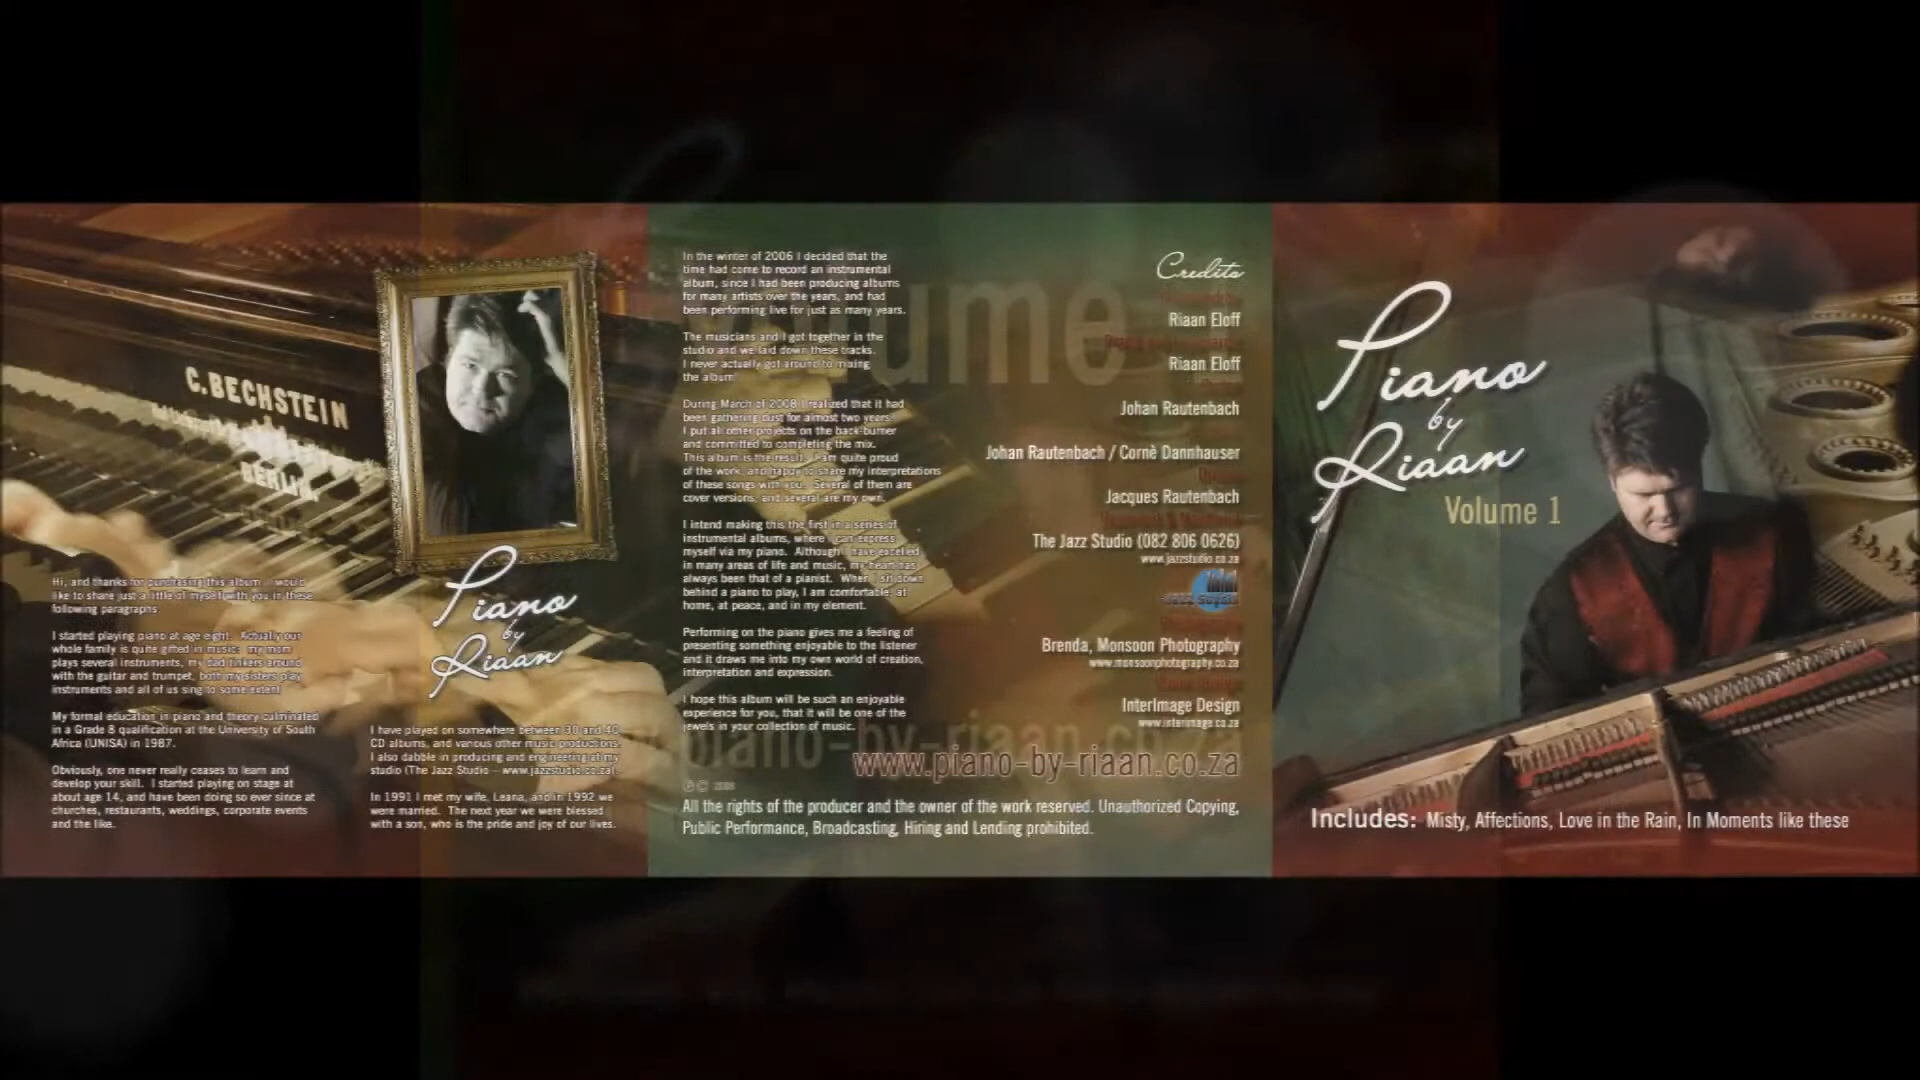 C.BECHSTEIN
BERLIN.
Hi, and thanks for purchasing this album. I would
like to share just a little of myself with you in these
following paragraphs.
I started playing piano at age eight. Actually our
whole family is quite gifted in music: my mom
plays several instruments, my dad tinkers around
with the guitar and trumpet, both my sisters play
instruments and all of us sing to some extent.
My formal education in piano and theory culminated
in a Grade 8 qualification at the University of South
Africa (UNISA) in 1987.
Obviously, one never really ceases to learn and
develop your skill. I started playing on stage at
about age 14, and have been doing so ever since at
churches, restaurants, weddings, corporate events
and the like.
Piano
by
Riaan
I have played on somewhere between 30 and 40
CD albums, and various other music productions.
I also dabble in producing and engineering at my
studio (The Jazz Studio - www.jazzstudio.co.za).
In 1991 I met my wife, Leana, and in 1992 we
were married. The next year we were blessed
with a son, who is the pride and joy of our lives.
In the winter of 2006 I decided that the
time had come to record an instrumental
album, since I had been producing albums
for many artists over the years, and had
been performing live for just as many years.
The musicians and I got together in the
studio and we laid down these tracks.
I never actually got around to mixing
the album!
During March of 2008 I realized that it had
been gathering dust for almost two years.
I put all other projects on the back-burner
and committed to completing the mix.
This album is the result. I am quite proud
of the work, and happy to share my interpretations
of these songs with you. Several of them are
cover versions, and several are my own.
I intend making this the first in a series of
instrumental albums, where I can express
myself via my piano. Although I have excelled
in many areas of life and music, my heart has
always been that of a pianist. When I sit down
behind a piano to play, I am comfortable, at
home, at peace, and in my element.
Performing on the piano gives me a feeling of
presenting something enjoyable to the listener
and it draws me into my own world of creation,
interpretation and expression.
I hope this album will be such an enjoyable
experience for you, that it will be one of the
jewels in your collection of music.
Credits
Riaan Eloff
Riaan Eloff
Johan Rautenbach
Johan Rautenbach / Cornè Dannhauser
Jacques Rautenbach
The Jazz Studio (082 806 0626)
www.jazzstudio.co.za
Brenda, Monsoon Photography
www.monsoonphotography.co.za
InterImage Design
www.interimage.co.za
www.piano-by-riaan.co.za
℗ © 2008
All the rights of the producer and the owner of the work reserved. Unauthorized Copying,
Public Performance, Broadcasting, Hiring and Lending prohibited.
Piano
by
Riaan
Volume 1
Includes: Misty, Affections, Love in the Rain, In Moments like these